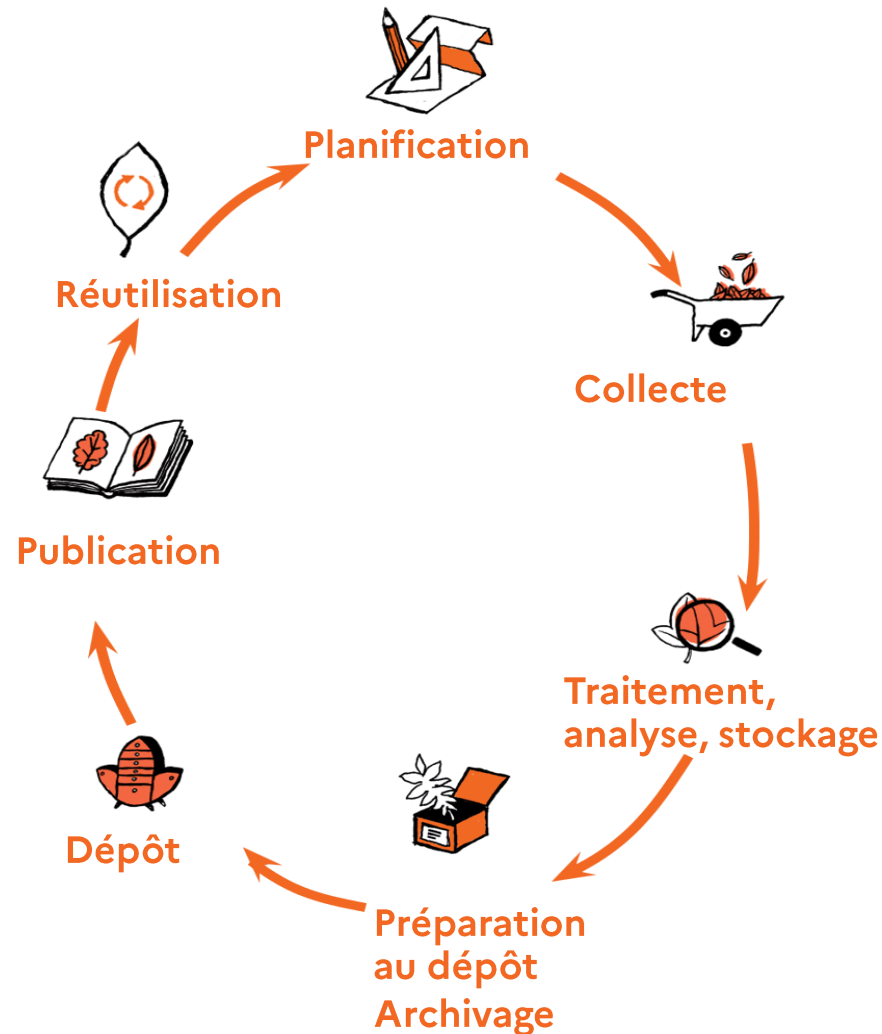 Planification
Réutilisation
Collecte
Publication
Traitement,
analyse, stockage
Dépôt
Préparation
au dépôt
Archivage